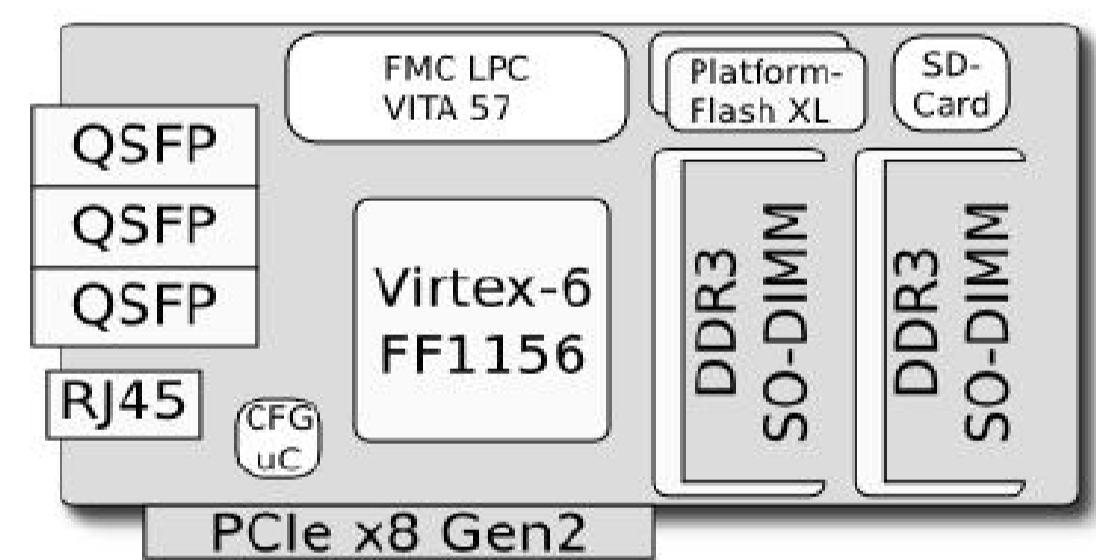 FMC LPC
VITA 57
Platform-
Flash XL
SD-
Card
QSFP
QSFP
QSFP
Virtex-6
FF1156
DDR3
SO-DIMM
DDR3
SO-DIMM
RJ45
CFG
uC
PCIe x8 Gen2